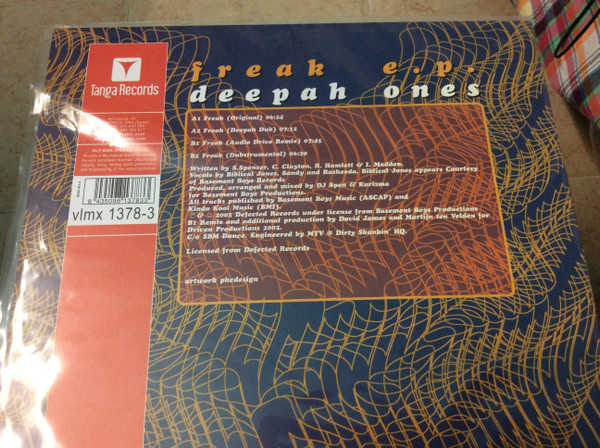 freak e.p.
deepah ones
Tanga Records
A1 Freak (Original) 06:24
A2 Freak (Deepah Dub) 07:12
B1 Freak (Audio Drive Remix) 07:45
B2 Freak (Dubstrumental) 06:20
Written by S.Spencer, C. Clayton, R. Hamlett & I. Madden.
Vocals by Biblical Jones, Sandy and Rasheeda. Biblical Jones appears Courtesy
of Basement Boys Records.
Produced, arranged and mixed by DJ Spen & Karizma
for Basement Boys Productions.
All tracks published by Basement Boys Music (ASCAP) and
Kinda Kool Music (BMI).
℗ & © 2002 Defected Records under license from Basement Boys Productions
B1 Remix and additional production by David James and Martijn ten Velden for
Driven Productions 2002.
C/o SRM-Dance. Engineered by MTV @ Dirty Skankin' HQ.
Licensed from Defected Records
artwork phcdesign
vlmx 1378-3